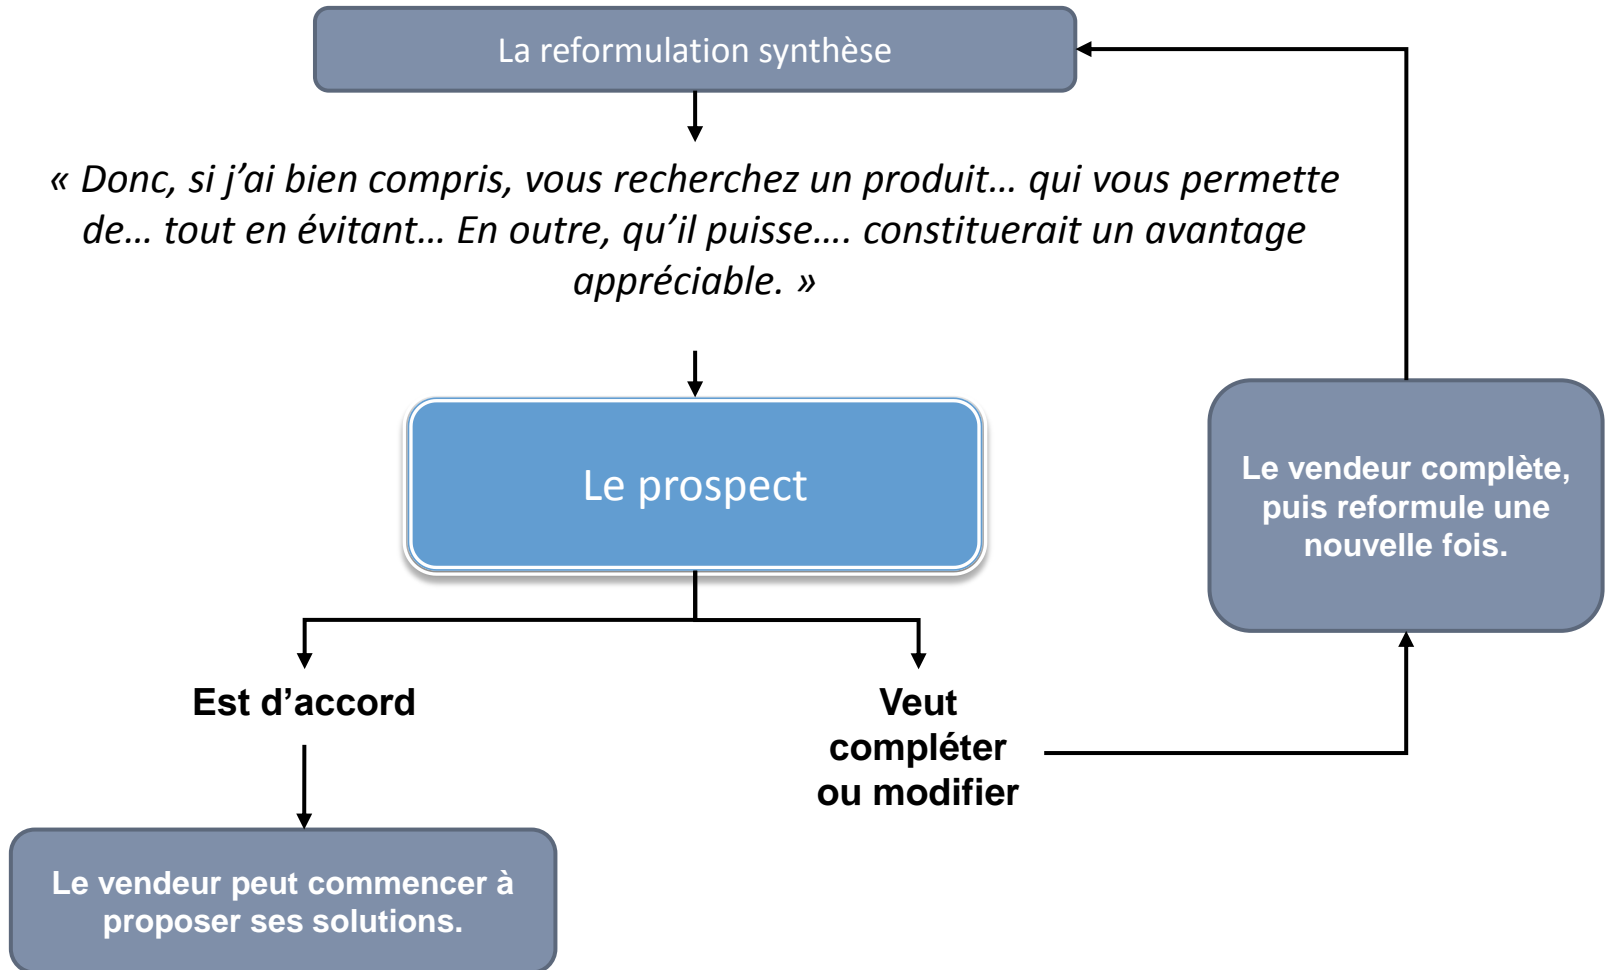 La reformulation synthèse
« Donc, si j’ai bien compris, vous recherchez un produit… qui vous permette
de… tout en évitant… En outre, qu’il puisse…. constituerait un avantage
appréciable. »
Le prospect
Le vendeur complète,
puis reformule une
nouvelle fois.
Est d’accord
Veut
compléter
ou modifier
Le vendeur peut commencer à
proposer ses solutions.